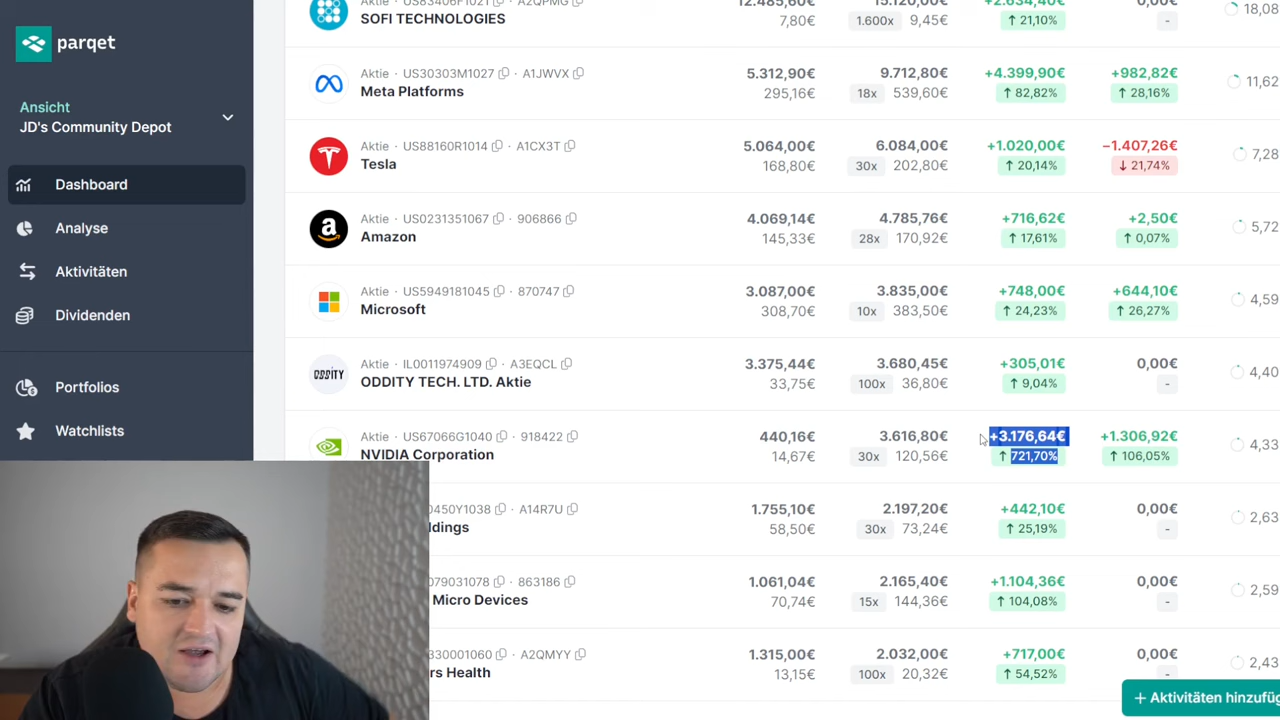 parqet
Ansicht
JD's Community Depot
Dashboard
Analyse
Aktivitäten
Dividenden
Portfolios
Watchlists
SOFI TECHNOLOGIES
7,80€ 1.600x 9,45€ ↑ 21,10% -
18,08
Aktie · US30303M1027 · A1JWVX 5.312,90€ 9.712,80€ +4.399,90€ +982,82€
Meta Platforms 295,16€ 18x 539,60€ ↑ 82,82% ↑ 28,16%
11,62
Aktie · US88160R1014 · A1CX3T 5.064,00€ 6.084,00€ +1.020,00€ −1.407,26€
Tesla 168,80€ 30x 202,80€ ↑ 20,14% ↓ 21,74%
7,28
Aktie · US0231351067 · 906866 4.069,14€ 4.785,76€ +716,62€ +2,50€
Amazon 145,33€ 28x 170,92€ ↑ 17,61% ↑ 0,07%
5,72
Aktie · US5949181045 · 870747 3.087,00€ 3.835,00€ +748,00€ +644,10€
Microsoft 308,70€ 10x 383,50€ ↑ 24,23% ↑ 26,27%
4,59
ODDITY
Aktie · IL0011974909 · A3EQCL 3.375,44€ 3.680,45€ +305,01€ 0,00€
ODDITY TECH. LTD. Aktie 33,75€ 100x 36,80€ ↑ 9,04% -
4,40
Aktie · US67066G1040 · 918422 440,16€ 3.616,80€ +3.176,64€ +1.306,92€
NVIDIA Corporation 14,67€ 30x 120,56€ ↑ 721,70% ↑ 106,05%
4,33
0450Y1038 · A14R7U 1.755,10€ 2.197,20€ +442,10€ 0,00€
ldings 58,50€ 30x 73,24€ ↑ 25,19% -
2,63
079031078 · 863186 1.061,04€ 2.165,40€ +1.104,36€ 0,00€
Micro Devices 70,74€ 15x 144,36€ ↑ 104,08% -
2,59
330001060 · A2QMYY 1.315,00€ 2.032,00€ +717,00€ 0,00€
rs Health 13,15€ 100x 20,32€ ↑ 54,52% -
2,43
+ Aktivitäten hinzufüg